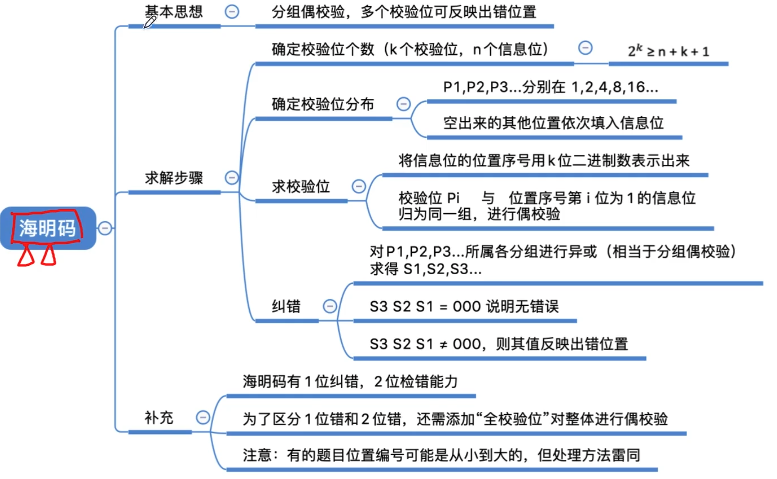 基本思想
分组偶校验，多个校验位可反映出错位置
确定校验位个数（k个校验位，n个信息位）
2^k ≥ n + k + 1
确定校验位分布
P1,P2,P3...分别在 1,2,4,8,16...
空出来的其他位置依次填入信息位
求解步骤
求校验位
将信息位的位置序号用k位二进制数表示出来
校验位 Pi 与 位置序号第 i 位为1的信息位
归为同一组，进行偶校验
海明码
纠错
对P1,P2,P3...所属各分组进行异或（相当于分组偶校验）
求得 S1,S2,S3...
S3 S2 S1 = 000 说明无错误
S3 S2 S1 ≠ 000，则其值反映出错位置
补充
海明码有1位纠错，2位检错能力
为了区分1位错和2位错，还需添加“全校验位”对整体进行偶校验
注意：有的题目位置编号可能是从小到大的，但处理方法雷同